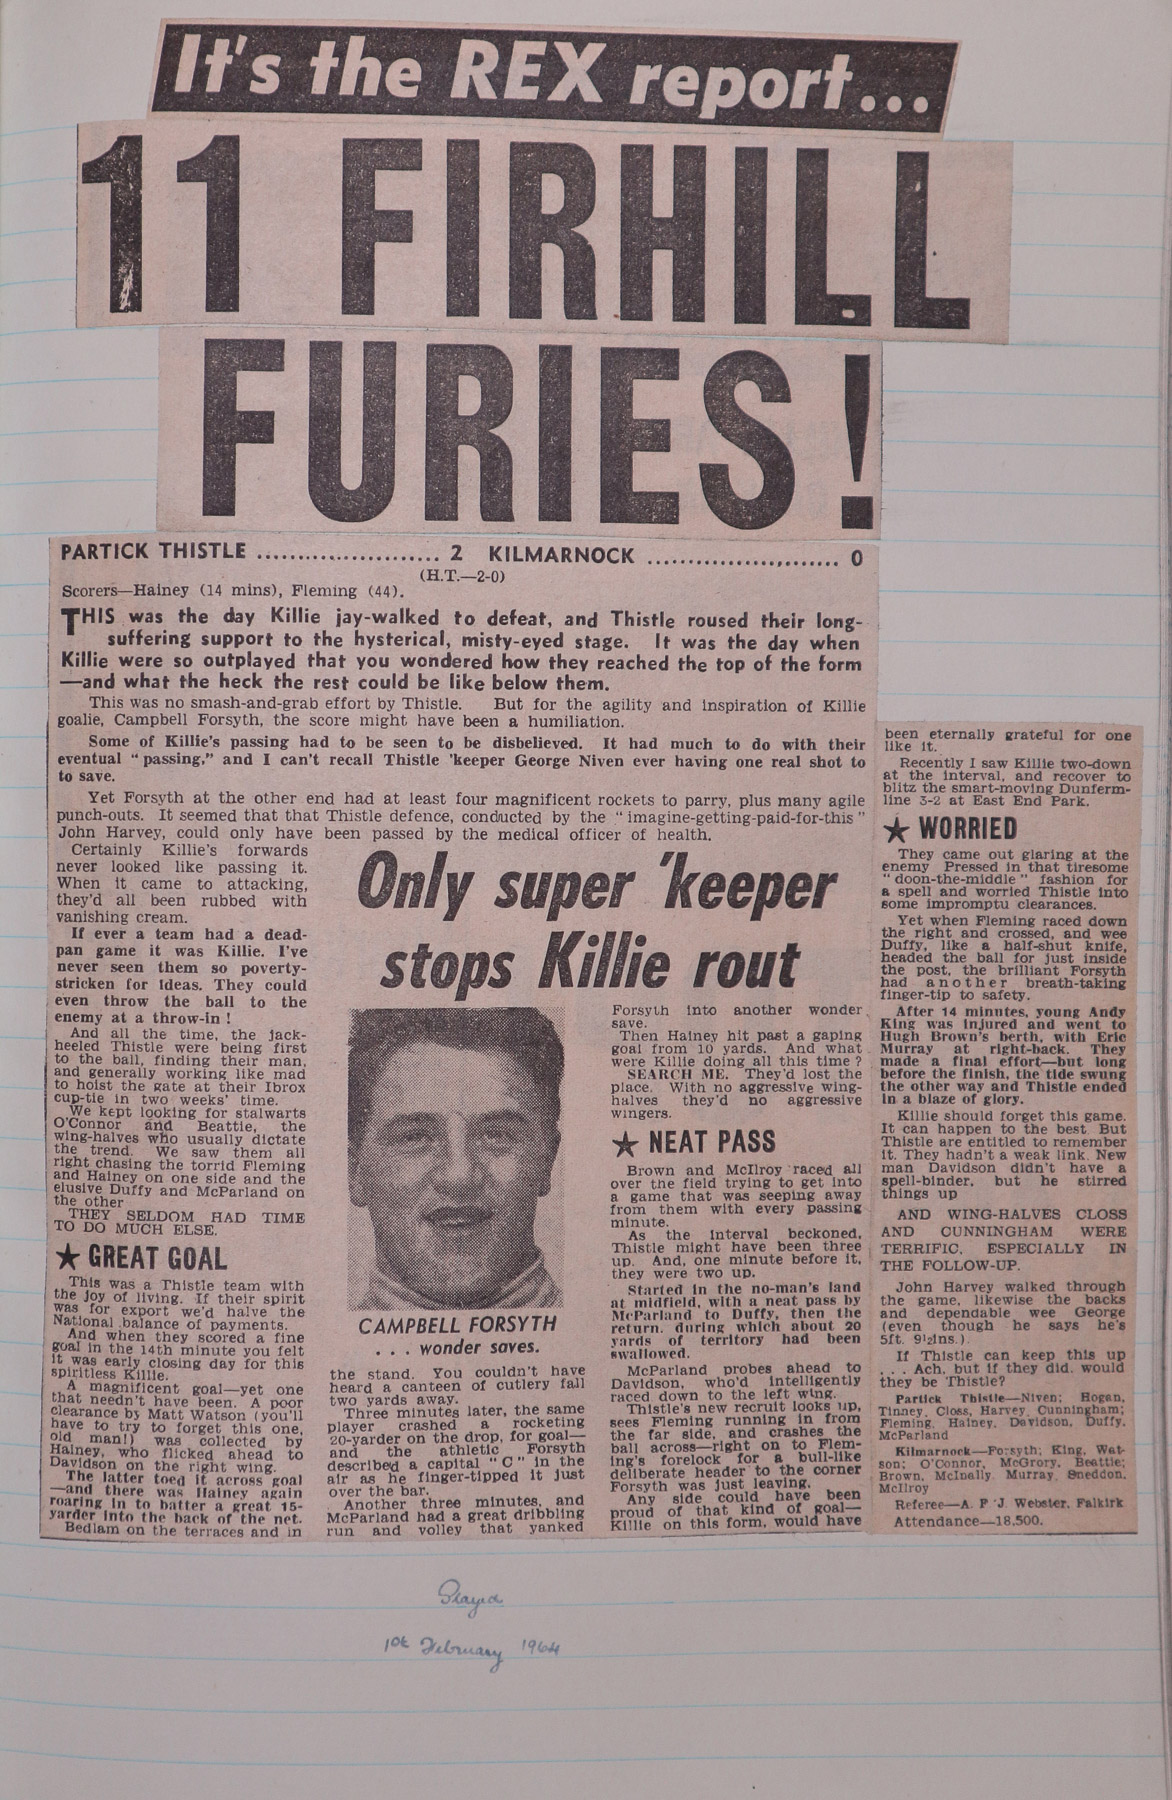 It's the REX report...
11 FIRHILL
FURIES!
PARTICK THISTLE ....................... 2 KILMARNOCK ........................ 0
(H.T.—2-0)
Scorers—Hainey (14 mins), Fleming (44).
THIS was the day Killie jay-walked to defeat, and Thistle roused their long-
suffering support to the hysterical, misty-eyed stage. It was the day when
Killie were so outplayed that you wondered how they reached the top of the form
—and what the heck the rest could be like below them.
This was no smash-and-grab effort by Thistle. But for the agility and inspiration of Killie
goalie, Campbell Forsyth, the score might have been a humiliation.
Some of Killie's passing had to be seen to be disbelieved. It had much to do with their
eventual "passing," and I can't recall Thistle 'keeper George Niven ever having one real shot to
to save.
Yet Forsyth at the other end had at least four magnificent rockets to parry, plus many agile
punch-outs. It seemed that that Thistle defence, conducted by the "imagine-getting-paid-for-this"
John Harvey, could only have been passed by the medical officer of health.
Certainly Killie's forwards
never looked like passing it.
When it came to attacking,
they'd all been rubbed with
vanishing cream.
If ever a team had a dead-
pan game it was Killie. I've
never seen them so poverty-
stricken for ideas. They could
even throw the ball to the
enemy at a throw-in !
And all the time, the jack-
heeled Thistle were being first
to the ball, finding their man,
and generally working like mad
to hoist the gate at their Ibrox
cup-tie in two weeks' time.
We kept looking for stalwarts
O'Connor and Beattie, the
wing-halves who usually dictate
the trend. We saw them all
right chasing the torrid Fleming
and Hainey on one side and the
elusive Duffy and McParland on
the other
THEY SELDOM HAD TIME
TO DO MUCH ELSE.
★ GREAT GOAL
This was a Thistle team with
the joy of living. If their spirit
was for export we'd halve the
National balance of payments.
And when they scored a fine
goal in the 14th minute you felt
it was early closing day for this
spiritless Killie.
A magnificent goal—yet one
that needn't have been. A poor
clearance by Matt Watson (you'll
have to try to forget this one,
old man!) was collected by
Hainey, who flicked ahead to
Davidson on the right wing.
The latter toed it across goal
—and there was Hainey again
roaring in to batter a great 15-
yarder into the back of the net.
Bedlam on the terraces and in
Only super 'keeper
stops Killie rout
CAMPBELL FORSYTH
. . . wonder saves.
the stand. You couldn't have
heard a canteen of cutlery fall
two yards away.
Three minutes later, the same
player crashed a rocketing
20-yarder on the drop, for goal—
and the athletic Forsyth
described a capital "C" in the
air as he finger-tipped it just
over the bar.
Another three minutes, and
McParland had a great dribbling
run and volley that yanked
Forsyth into another wonder
save.
Then Hainey hit past a gaping
goal from 10 yards. And what
were Killie doing all this time?
SEARCH ME. They'd lost the
place. With no aggressive wing-
halves they'd no aggressive
wingers.
★ NEAT PASS
Brown and McIlroy raced all
over the field trying to get into
a game that was seeping away
from them with every passing
minute.
As the interval beckoned,
Thistle might have been three
up. And, one minute before it,
they were two up.
Started in the no-man's land
at midfield, with a neat pass by
McParland to Duffy, then the
return, during which about 20
yards of territory had been
swallowed.
McParland probes ahead to
Davidson, who'd intelligently
raced down to the left wing.
Thistle's new recruit looks up,
sees Fleming running in from
the far side, and crashes the
ball across—right on to Flem-
ing's forelock for a bull-like
deliberate header to the corner
Forsyth was just leaving.
Any side could have been
proud of that kind of goal—
Killie on this form, would have
been eternally grateful for one
like it.
Recently I saw Killie two-down
at the interval, and recover to
blitz the smart-moving Dunferm-
line 3-2 at East End Park.
★ WORRIED
They came out glaring at the
enemy Pressed in that tiresome
"doon-the-middle" fashion for
a spell and worried Thistle into
some impromptu clearances.
Yet when Fleming raced down
the right and crossed, and wee
Duffy, like a half-shut knife,
headed the ball for just inside
the post, the brilliant Forsyth
had another breath-taking
finger-tip to safety.
After 14 minutes, young Andy
King was injured and went to
Hugh Brown's berth, with Eric
Murray at right-back. They
made a final effort—but long
before the finish, the tide swung
the other way and Thistle ended
in a blaze of glory.
Killie should forget this game.
It can happen to the best. But
Thistle are entitled to remember
it. They hadn't a weak link. New
man Davidson didn't have a
spell-binder, but he stirred
things up
AND WING-HALVES CLOSS
AND CUNNINGHAM WERE
TERRIFIC, ESPECIALLY IN
THE FOLLOW-UP.
John Harvey walked through
the game, likewise the backs
and dependable wee George
(even though he says he's
5ft. 9½ins.).
If Thistle can keep this up
. . . Ach, but if they did, would
they be Thistle?
Partick Thistle—Niven; Hogan,
Tinney, Closs, Harvey Cunningham;
Fleming, Hainey, Davidson, Duffy,
McParland
Kilmarnock—Forsyth; King, Wat-
son; O'Connor, McGrory, Beattie;
Brown, McInally, Murray, Sneddon,
McIlroy
Referee—A. P J. Webster, Falkirk
Attendance—18,500.
Played
1st February 1964